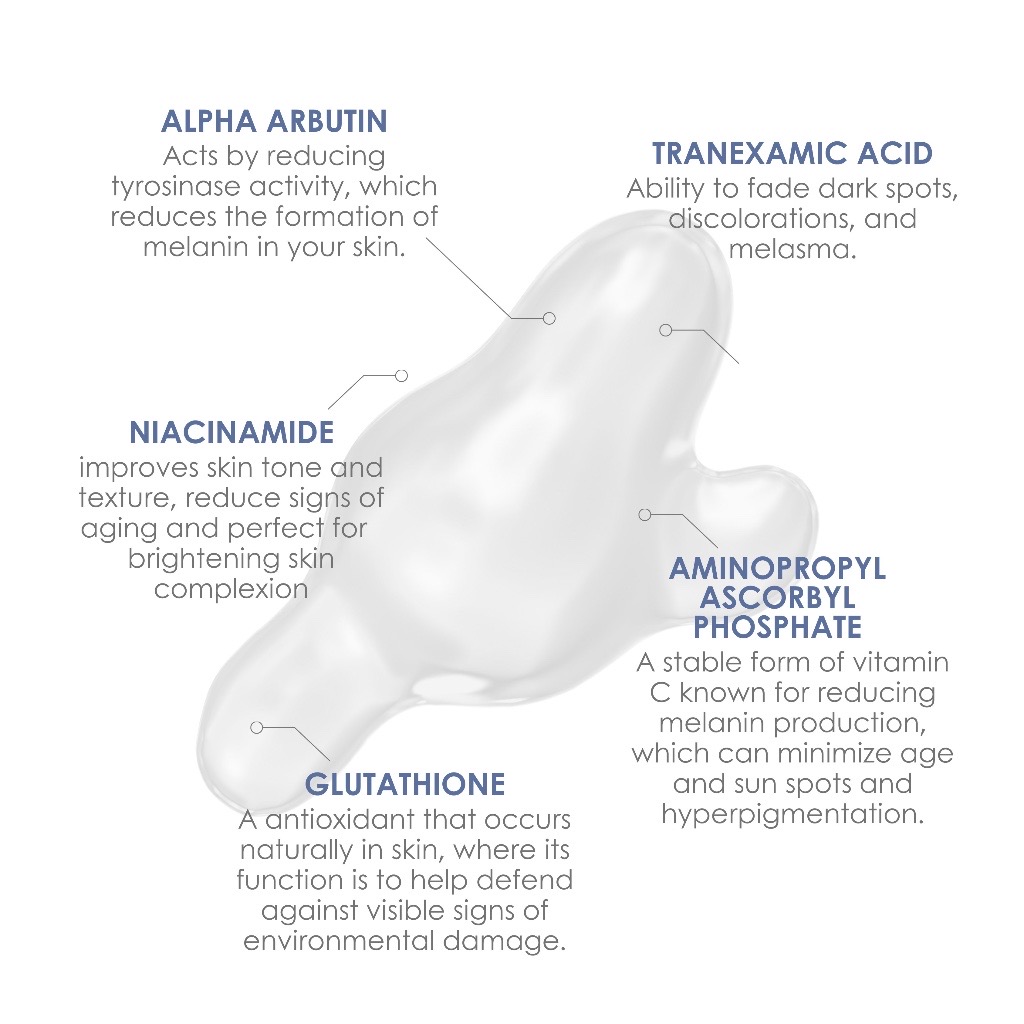 ALPHA ARBUTIN
Acts by reducing
tyrosinase activity, which
reduces the formation of
melanin in your skin.
TRANEXAMIC ACID
Ability to fade dark spots,
discolorations, and
melasma.
NIACINAMIDE
improves skin tone and
texture, reduce signs of
aging and perfect for
brightening skin
complexion
AMINOPROPYL
ASCORBYL
PHOSPHATE
A stable form of vitamin
C known for reducing
melanin production,
which can minimize age
and sun spots and
hyperpigmentation.
GLUTATHIONE
A antioxidant that occurs
naturally in skin, where its
function is to help defend
against visible signs of
environmental damage.